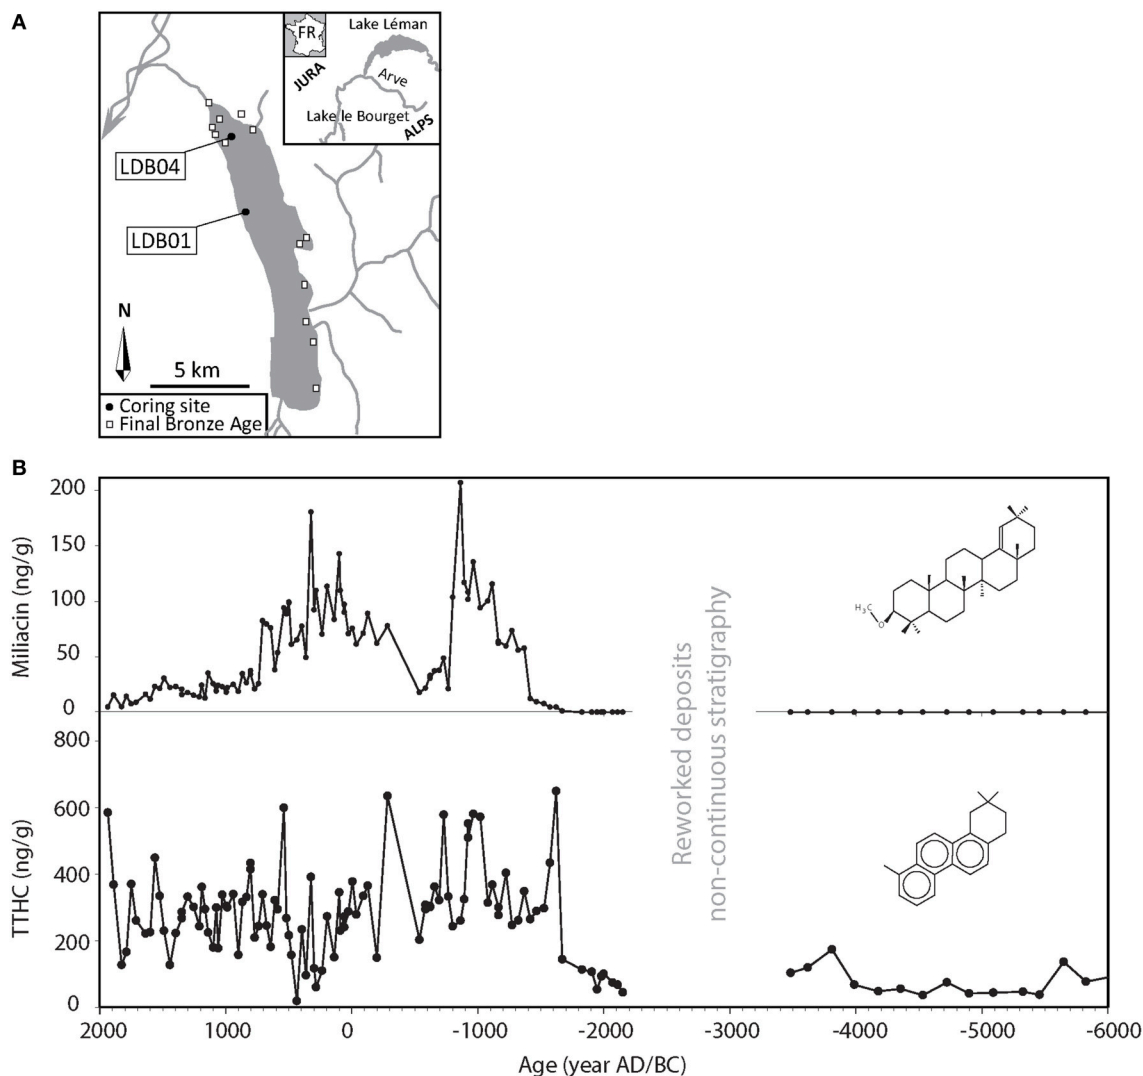 A
FR
Lake Léman
JURA
Arve
Lake le Bourget
ALPS
LDB04
LDB01
N
5 km
Coring site
Final Bronze Age
B
Miliacin (ng/g)
200
150
100
50
0
H₃C
O
Reworked deposits
non-continuous stratigraphy
TTHC (ng/g)
800
600
400
200
0
2000 1000 0 -1000 -2000 -3000 -4000 -5000 -6000
Age (year AD/BC)